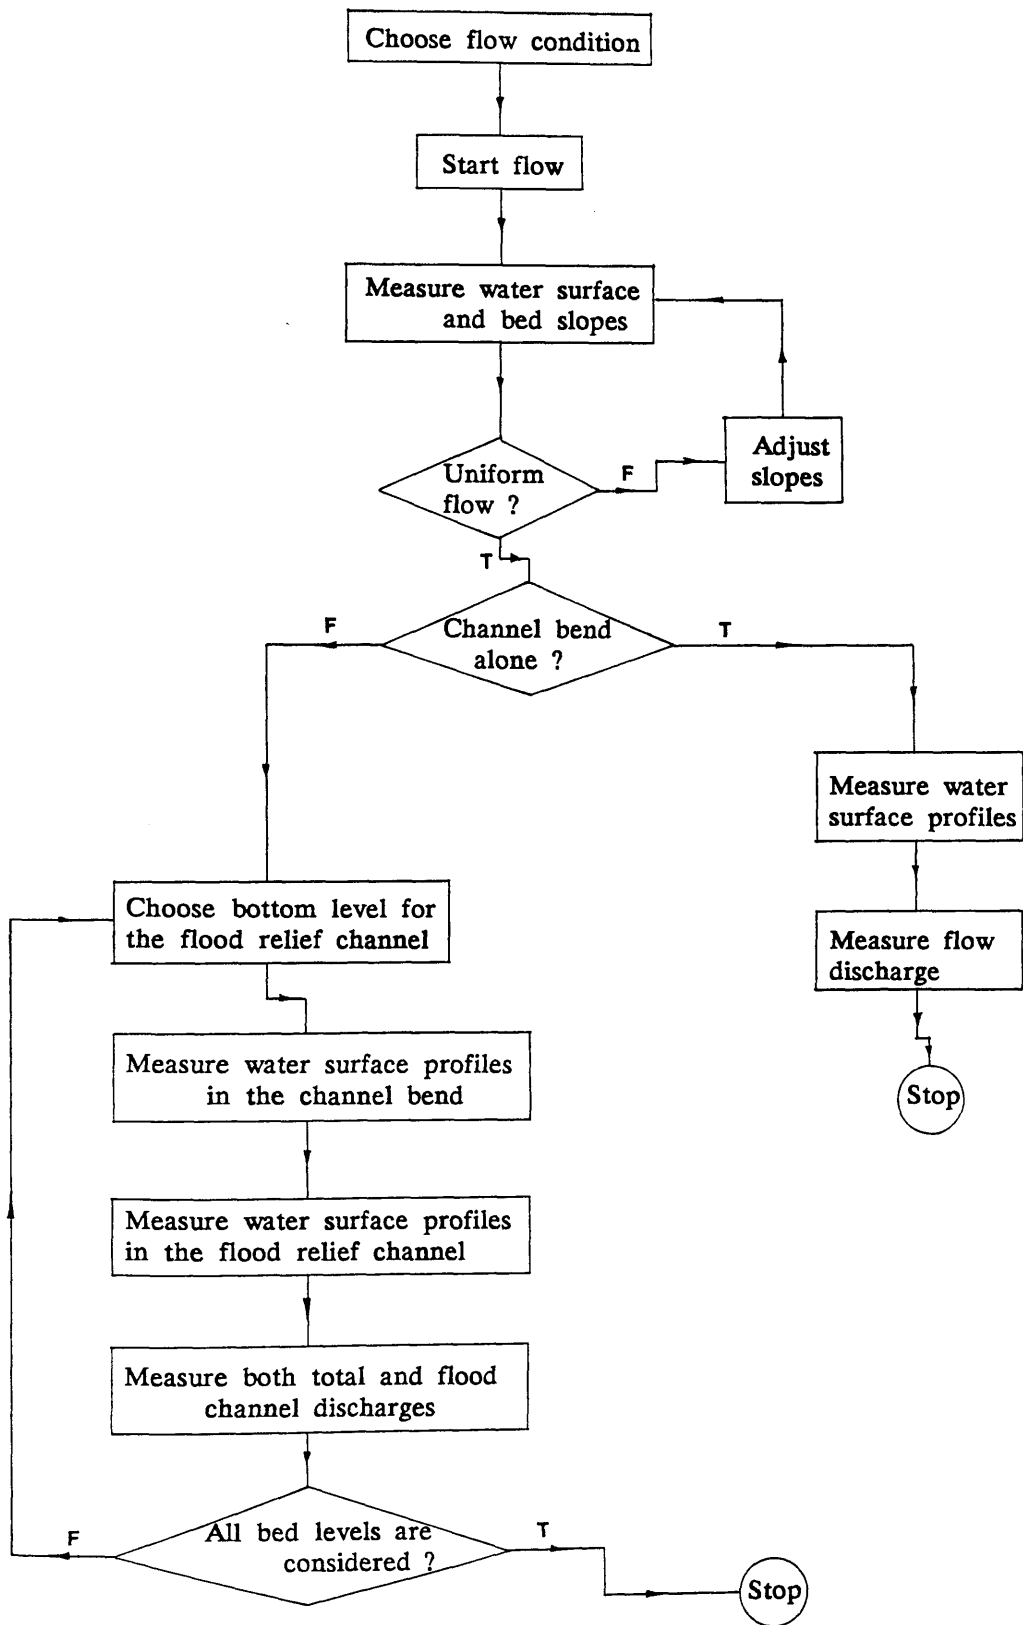 Choose flow condition
Start flow
Measure water surface
and bed slopes
Adjust
slopes
Uniform
flow ?
F
T
Channel bend
alone ?
F
T
Measure water
surface profiles
Measure flow
discharge
Stop
Choose bottom level for
the flood relief channel
Measure water surface profiles
in the channel bend
Measure water surface profiles
in the flood relief channel
Measure both total and flood
channel discharges
All bed levels are
considered ?
F
T
Stop